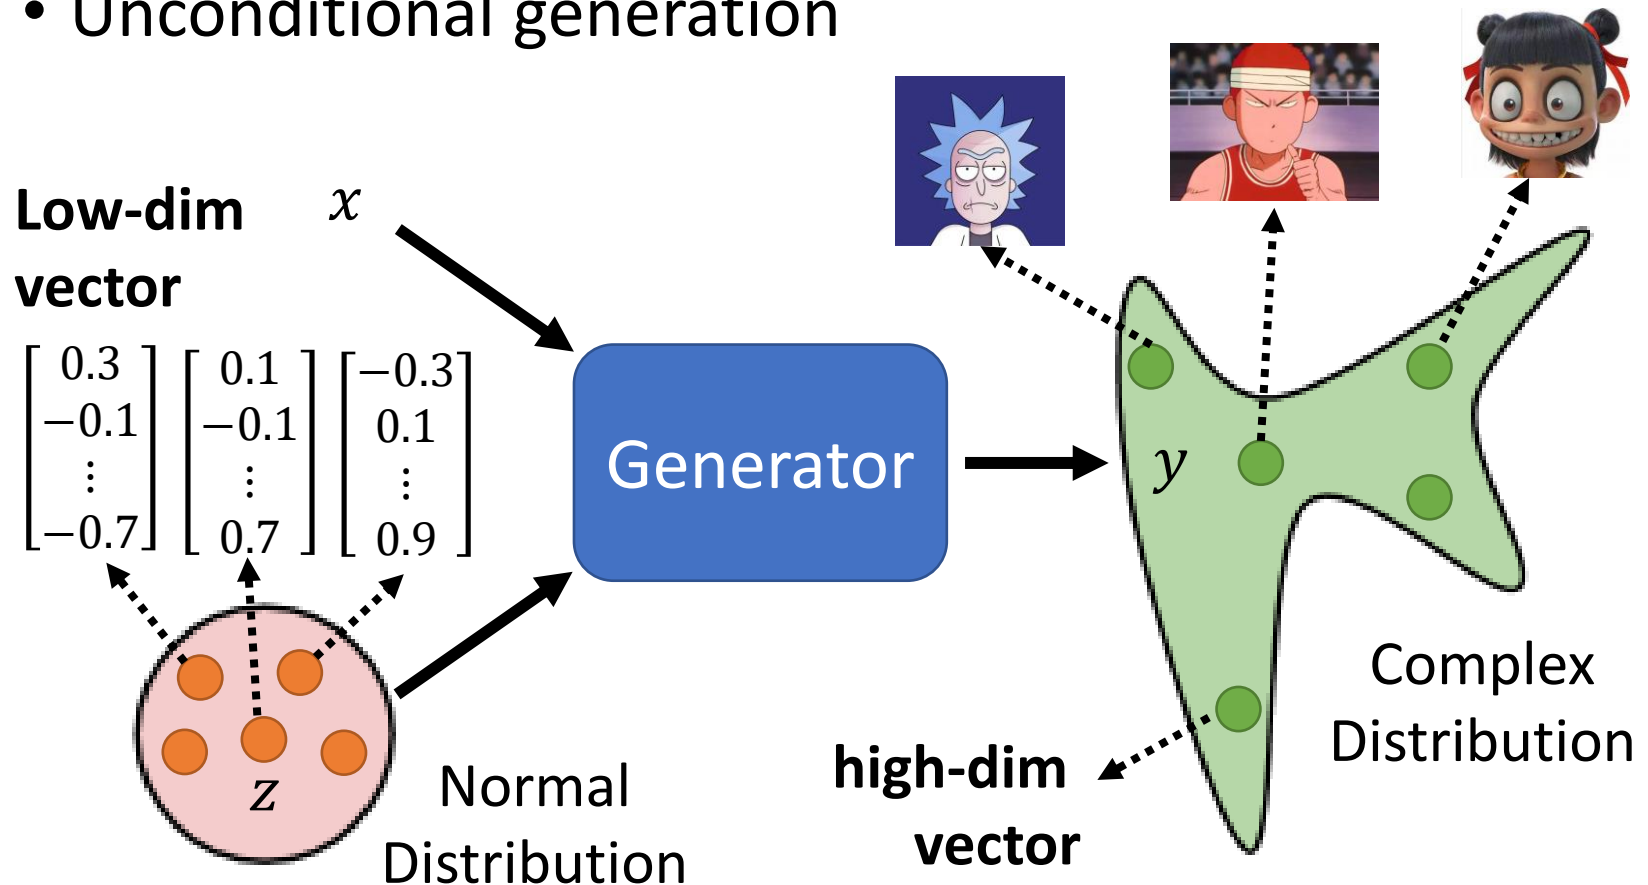 • Unconditional generation
Low-dim
vector
x
0.3
−0.1
⋮
−0.7
0.1
−0.1
⋮
0.7
−0.3
0.1
⋮
0.9
z
Normal
Distribution
Generator
y
high-dim
vector
Complex
Distribution